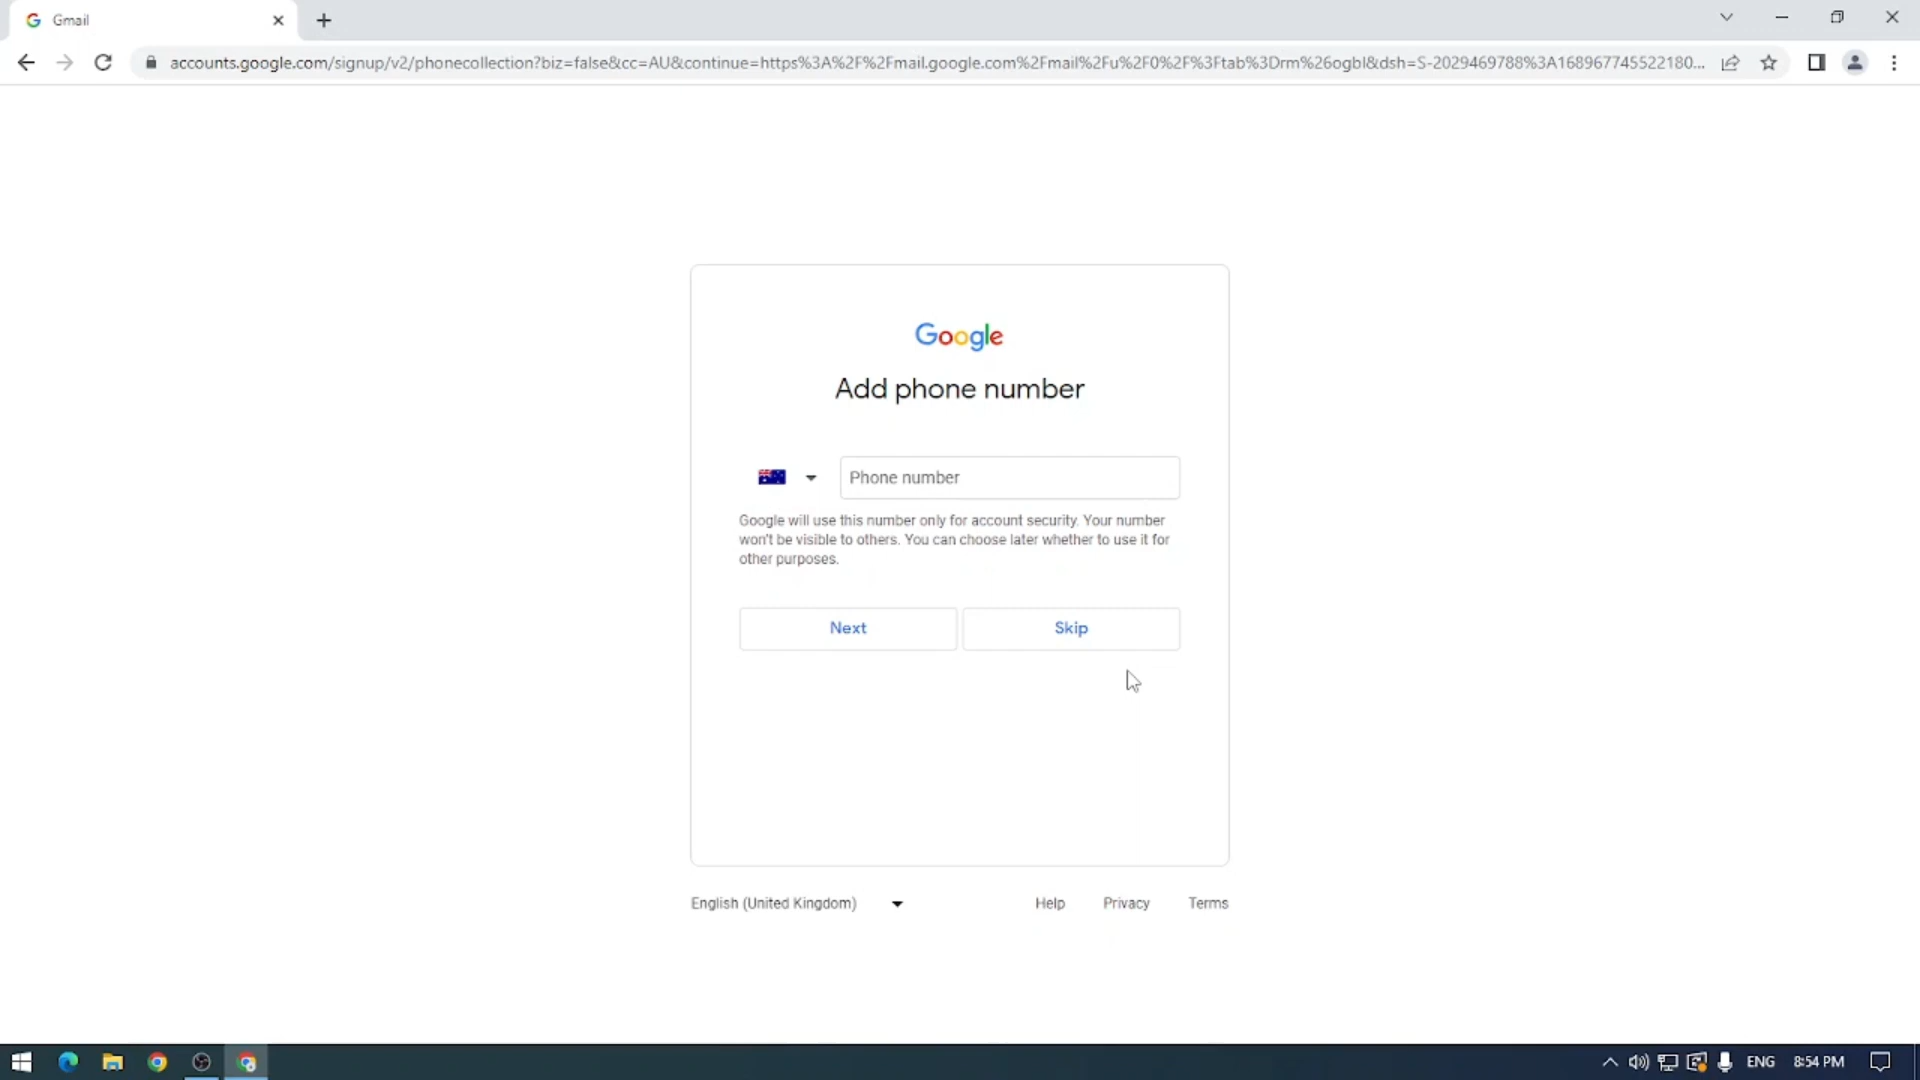 Gmail
accounts.google.com/signup/v2/phonecollection?biz=false&cc=AU&continue=https%3A%2F%2Fmail.google.com%2Fmail%2Fu%2F0%2F%3Ftab%3Drm%26ogbl&dsh=S-2029469788%3A168967745522180...
Google
Add phone number
Phone number
Google will use this number only for account security. Your number
won't be visible to others. You can choose later whether to use it for
other purposes.
Next Skip
English (United Kingdom) Help Privacy Terms
ENG 8:54 PM